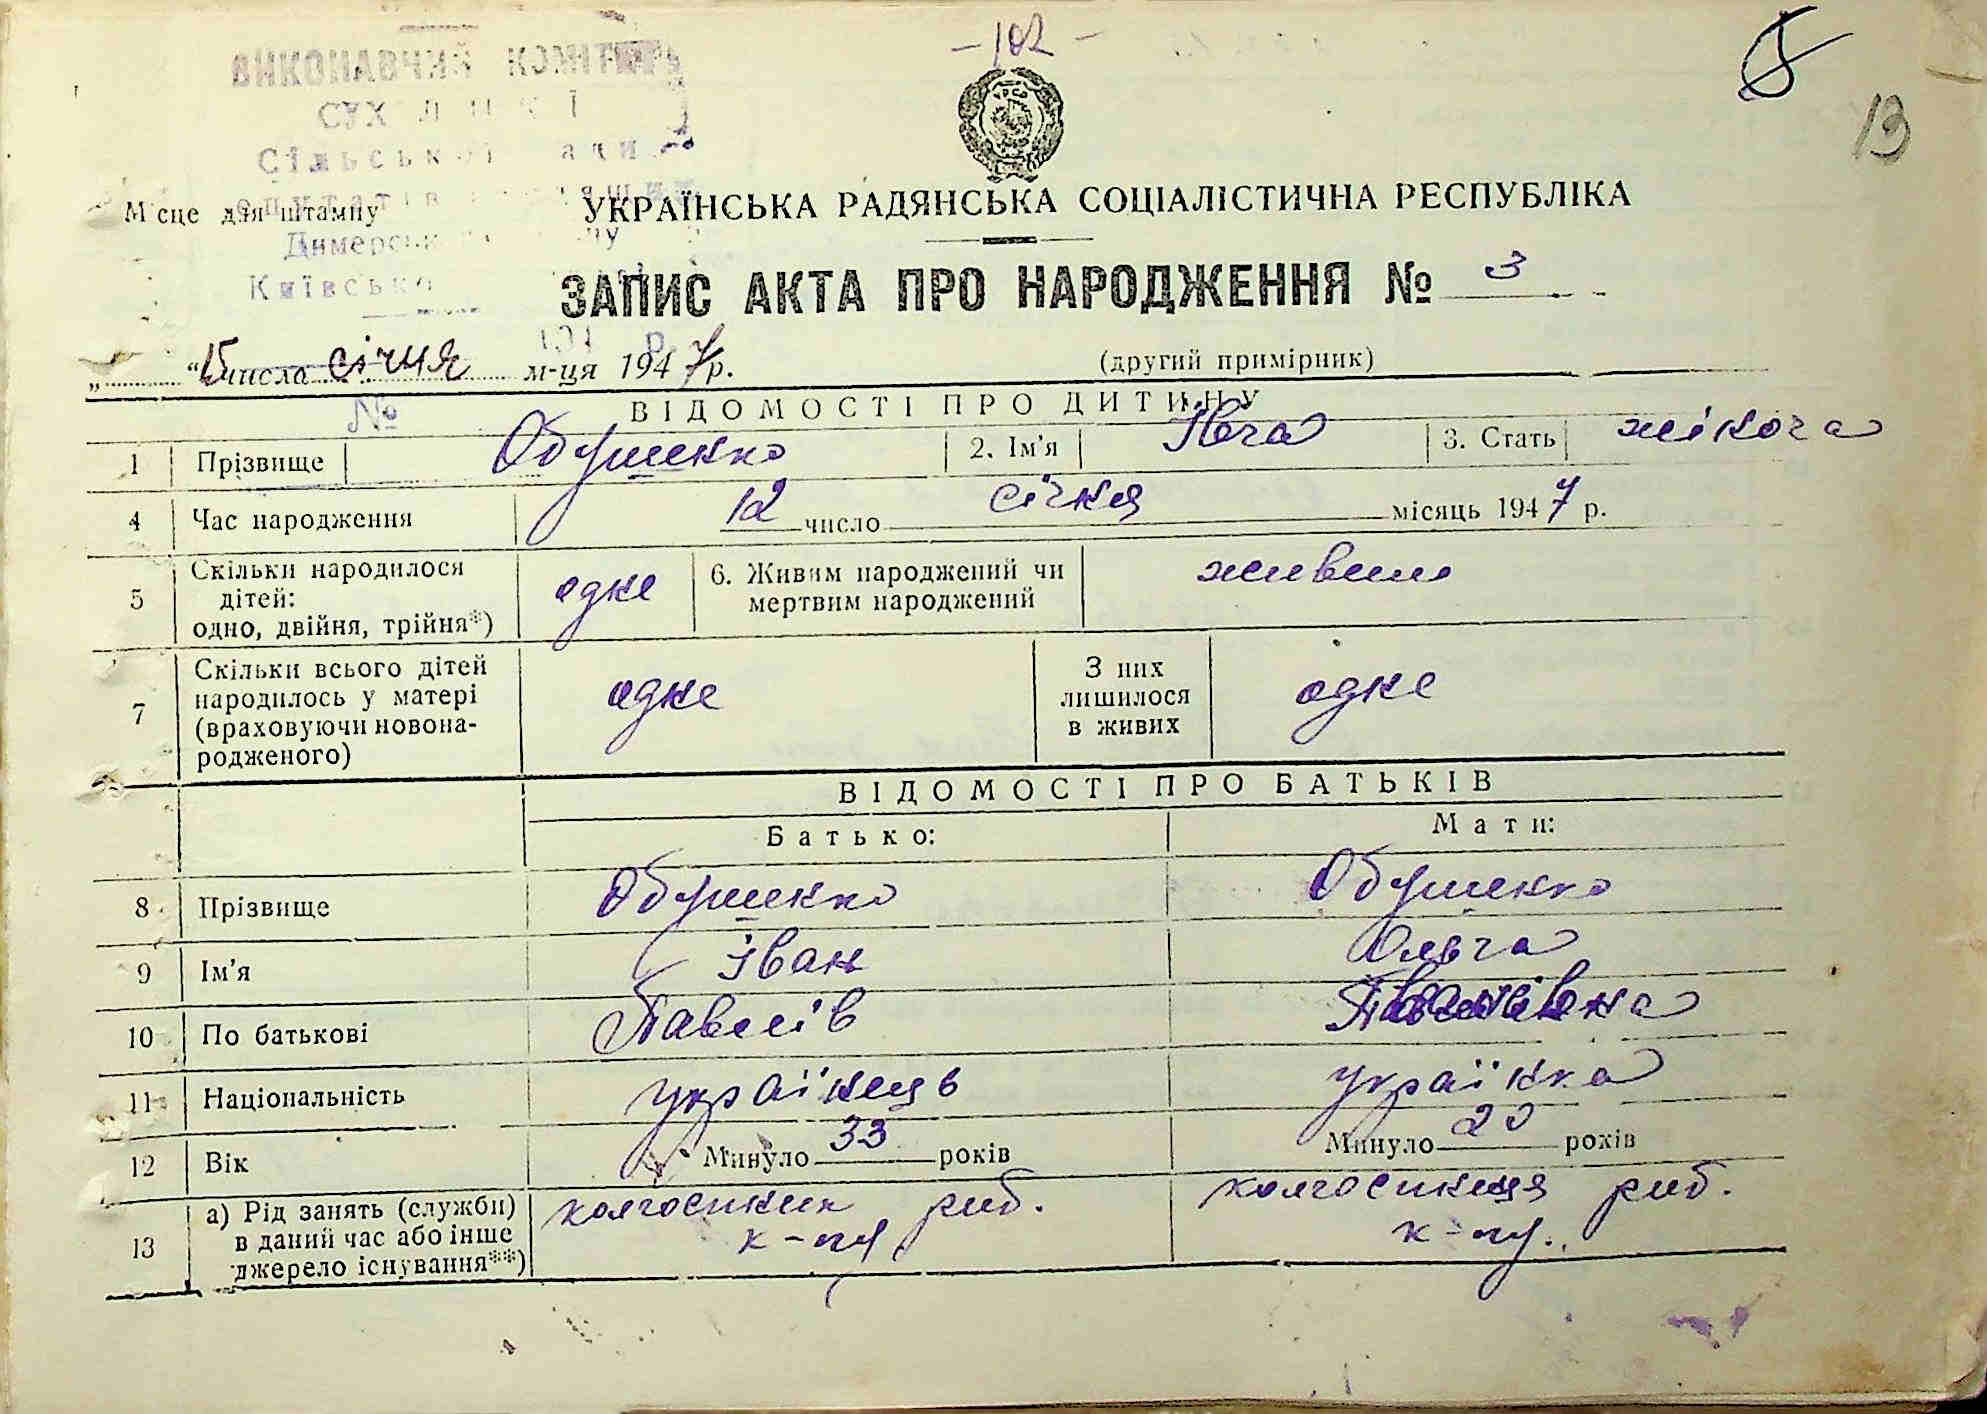 - 102 -
13
ВИКОНАВЧИЙ КОМІТЕТ
Сільської ради
Місце для штампу
УКРАЇНСЬКА РАДЯНСЬКА СОЦІАЛІСТИЧНА РЕСПУБЛІКА
ЗАПИС АКТА ПРО НАРОДЖЕННЯ № 3
„ “ 15 числа січня м-ця 1947 р.
(другий примірник)
№
ВІДОМОСТІ ПРО ДИТИНУ
1 Прізвище Обушенко 2. Ім'я 3. Стать жіноча
4 Час народження 12 число січня місяць 1947 р.
5 Скільки народилося дітей: одно, двійня, трійня*) одне 6. Живим народжений чи мертвим народжений живим
7 Скільки всього дітей народилось у матері (враховуючи новонародженого) одне З них лишилося в живих одне
ВІДОМОСТІ ПРО БАТЬКІВ
Батько: Мати:
8 Прізвище Обушенко Обушенко
9 Ім'я Іван Ольга
10 По батькові Павлів
11 Національність українець українка
12 Вік Минуло 33 років Минуло 20 років
13 а) Рід занять (служби) в даний час або інше джерело існування**) колгоспник риб. к-пу колгоспниця риб. к-пу.